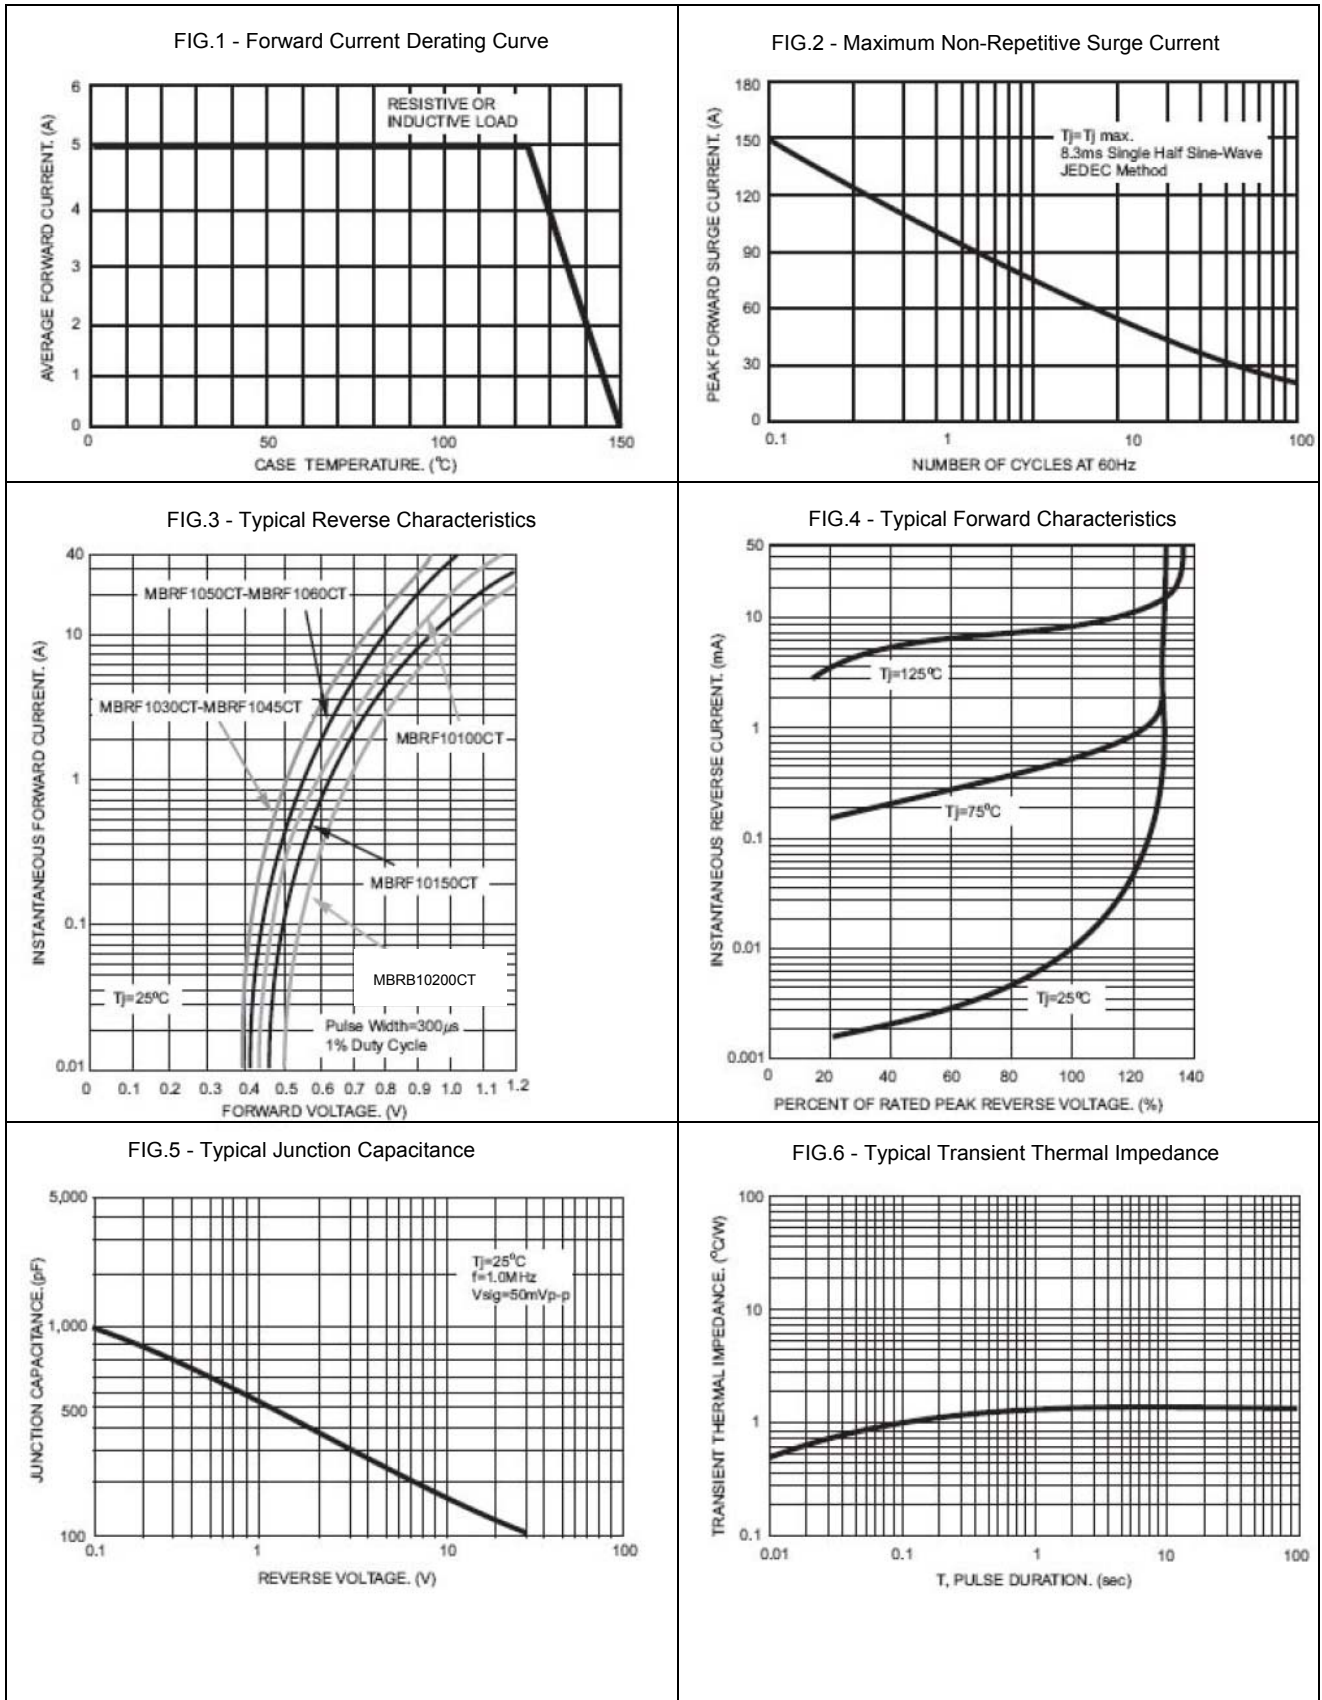 FIG.1 - Forward Current Derating Curve
AVERAGE FORWARD CURRENT. (A)
6
5
4
3
2
1
0
RESISTIVE OR
INDUCTIVE LOAD
0 50 100 150
CASE TEMPERATURE. (°C)
FIG.2 - Maximum Non-Repetitive Surge Current
PEAK FORWARD SURGE CURRENT. (A)
180
150
120
90
60
30
0
Tj=Tj max.
8.3ms Single Half Sine-Wave
JEDEC Method
0.1 1 10 100
NUMBER OF CYCLES AT 60Hz
FIG.3 - Typical Reverse Characteristics
INSTANTANEOUS FORWARD CURRENT. (A)
40
10
1
0.1
0.01
MBRF1050CT-MBRF1060CT
MBRF1030CT-MBRF1045CT
MBRF10100CT
MBRF10150CT
MBRB10200CT
Tj=25°C
Pulse Width=300µs
1% Duty Cycle
0 0.1 0.2 0.3 0.4 0.5 0.6 0.7 0.8 0.9 1.0 1.1 1.2
FORWARD VOLTAGE. (V)
FIG.4 - Typical Forward Characteristics
INSTANTANEOUS REVERSE CURRENT. (mA)
50
10
1
0.1
0.01
0.001
Tj=125°C
Tj=75°C
Tj=25°C
0 20 40 60 80 100 120 140
PERCENT OF RATED PEAK REVERSE VOLTAGE. (%)
FIG.5 - Typical Junction Capacitance
JUNCTION CAPACITANCE.(pF)
5,000
1,000
500
100
Tj=25°C
f=1.0MHz
Vsig=50mVp-p
0.1 1 10 100
REVERSE VOLTAGE. (V)
FIG.6 - Typical Transient Thermal Impedance
TRANSIENT THERMAL IMPEDANCE. (°C/W)
100
10
1
0.1
0.01 0.1 1 10 100
T, PULSE DURATION. (sec)